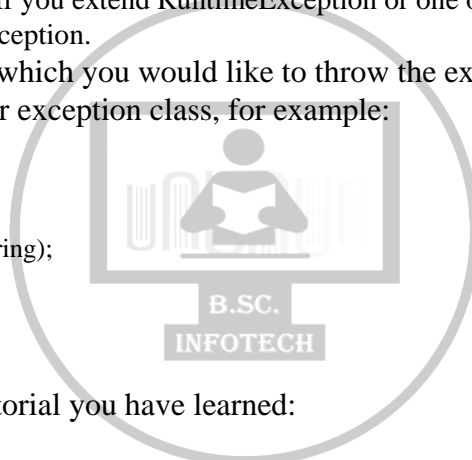 if you extend RuntimeException or one o
ception.
which you would like to throw the ex
r exception class, for example:
ring);
B.SC.
INFOTECH
torial you have learned: